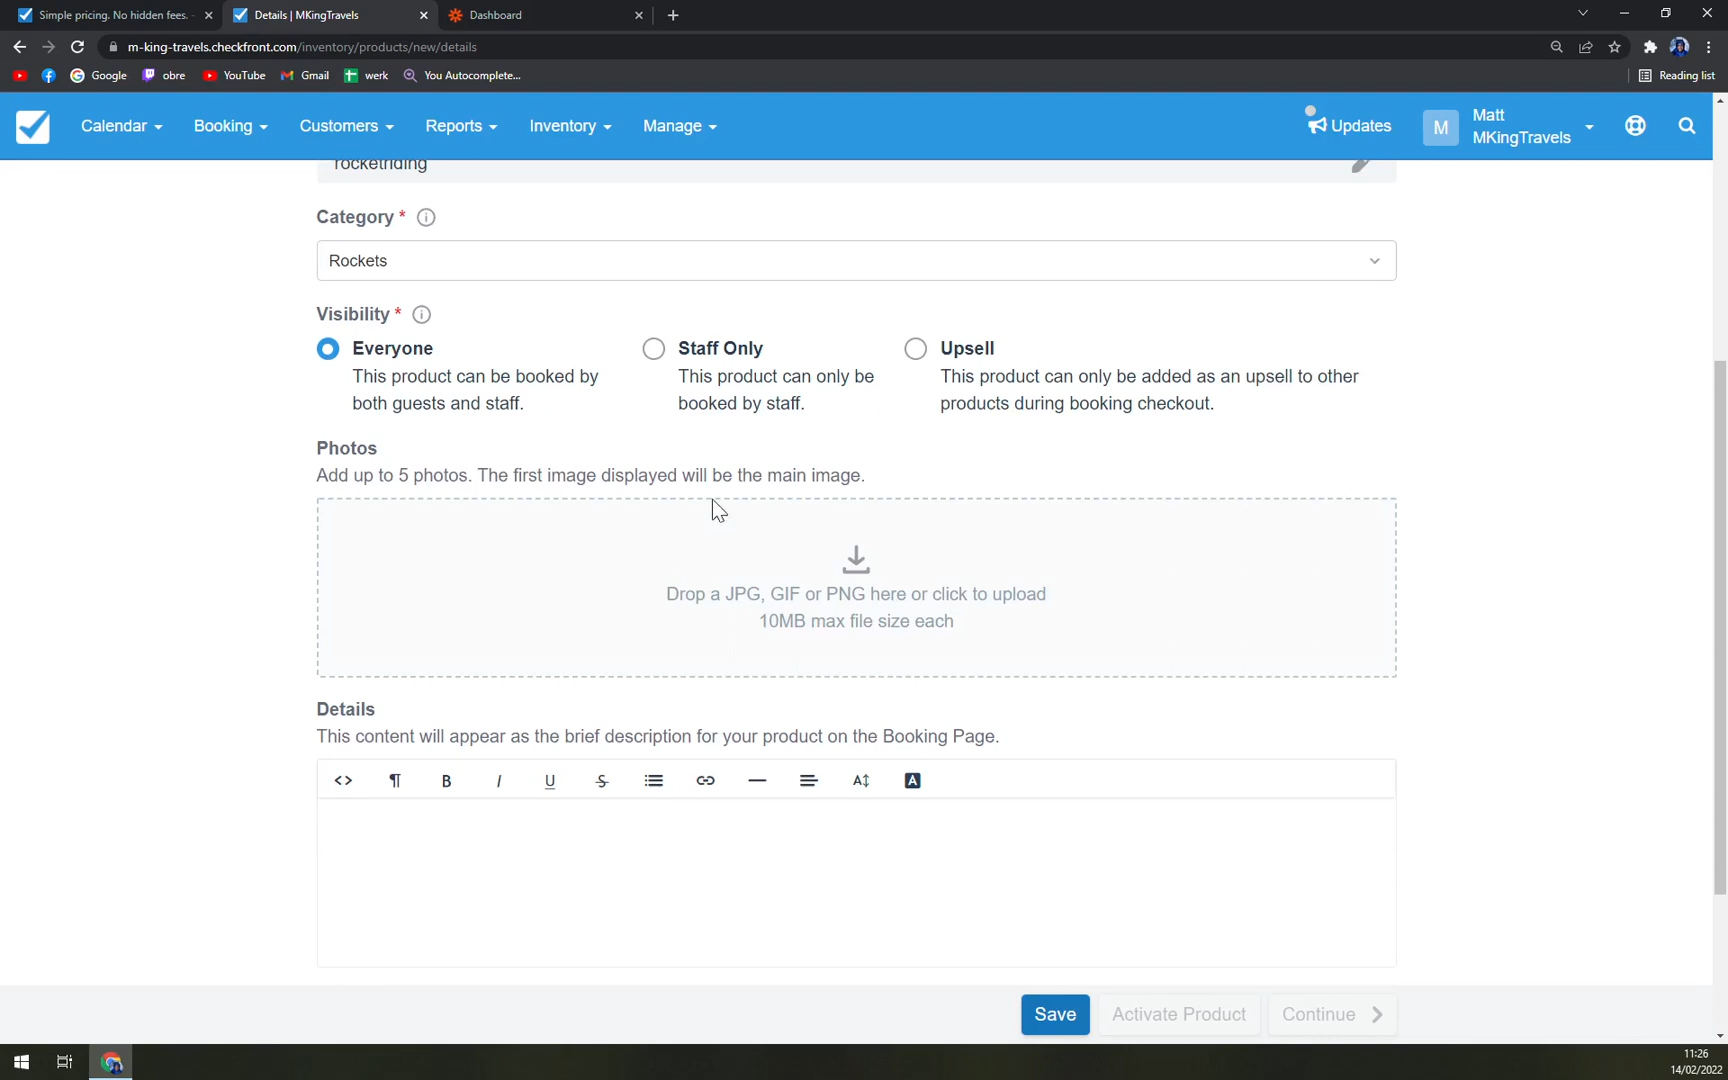 Simple pricing. No hidden fees. -
Details | MKingTravels
Dashboard
m-king-travels.checkfront.com/inventory/products/new/details
Google
obre
YouTube
Gmail
werk
You Autocomplete...
Reading list
Calendar
Booking
Customers
Reports
Inventory
Manage
Updates
M
Matt
MKingTravels
rocketriding
Category *
Rockets
Visibility *
Everyone
This product can be booked by
both guests and staff.
Staff Only
This product can only be
booked by staff.
Upsell
This product can only be added as an upsell to other
products during booking checkout.
Photos
Add up to 5 photos. The first image displayed will be the main image.
Drop a JPG, GIF or PNG here or click to upload
10MB max file size each
Details
This content will appear as the brief description for your product on the Booking Page.
Save
Activate Product
Continue
11:26
14/02/2022